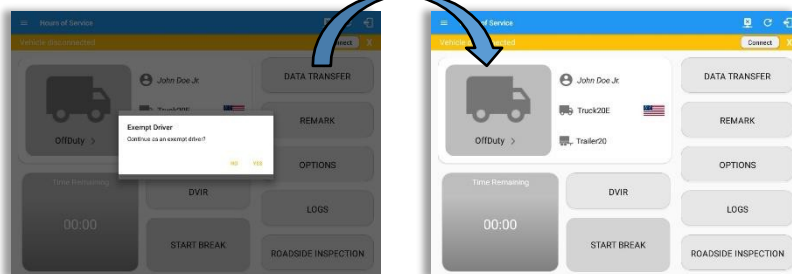 Hours of Service
Vehicle disconnected
Connect X
John Doe Jr.
Truck20E
OffDuty >
Exempt Driver
Continue as an exempt driver?
NO YES
Time Remaining
00:00
DVIR
START BREAK
DATA TRANSFER
REMARK
OPTIONS
LOGS
ROADSIDE INSPECTION
of Service
Vehicle
Connect X
John Doe Jr.
Truck20E
Trailer20
OffDuty >
Time Remaining
00:00
DVIR
START BREAK
DATA TRANSFER
REMARK
OPTIONS
LOGS
ROADSIDE INSPECTION